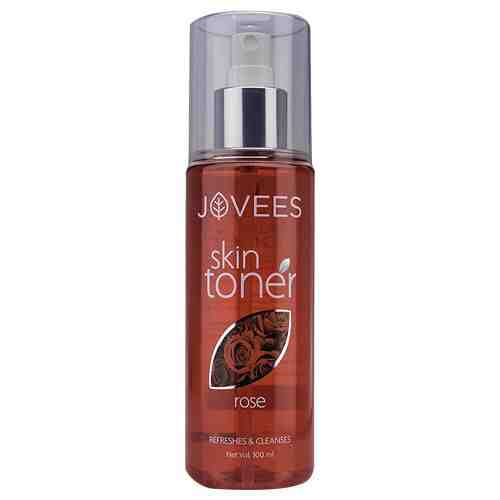 JOVEES
skin
toner
rose
REFRESHES & CLEANSES
Net Vol. 100 ml